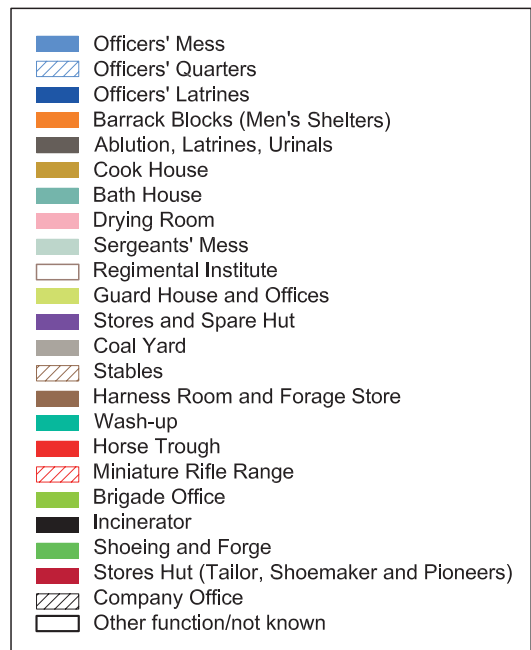 Officers' Mess
Officers' Quarters
Officers' Latrines
Barrack Blocks (Men's Shelters)
Ablution, Latrines, Urinals
Cook House
Bath House
Drying Room
Sergeants' Mess
Regimental Institute
Guard House and Offices
Stores and Spare Hut
Coal Yard
Stables
Harness Room and Forage Store
Wash-up
Horse Trough
Miniature Rifle Range
Brigade Office
Incinerator
Shoeing and Forge
Stores Hut (Tailor, Shoemaker and Pioneers)
Company Office
Other function/not known